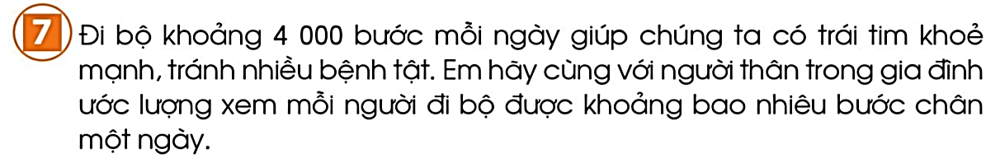 7 Đi bộ khoảng 4 000 bước mỗi ngày giúp chúng ta có trái tim khoẻ
mạnh, tránh nhiều bệnh tật. Em hãy cùng với người thân trong gia đình
ước lượng xem mỗi người đi bộ được khoảng bao nhiêu bước chân
một ngày.